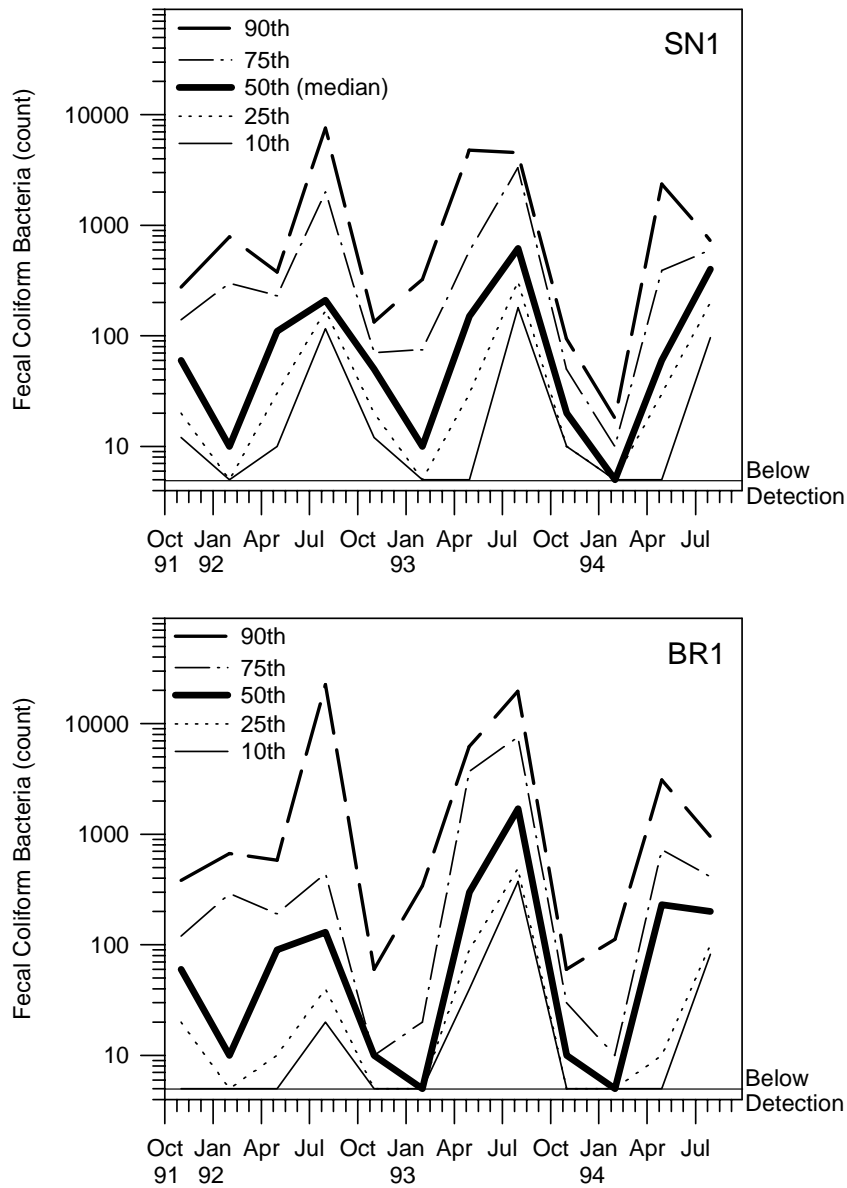 90th
75th
50th (median)
25th
10th
SN1
Fecal Coliform Bacteria (count)
10000
1000
100
10
Below
Detection
Oct Jan Apr Jul Oct Jan Apr Jul Oct Jan Apr Jul
91 92 93 94
90th
75th
50th
25th
10th
BR1
Fecal Coliform Bacteria (count)
10000
1000
100
10
Below
Detection
Oct Jan Apr Jul Oct Jan Apr Jul Oct Jan Apr Jul
91 92 93 94